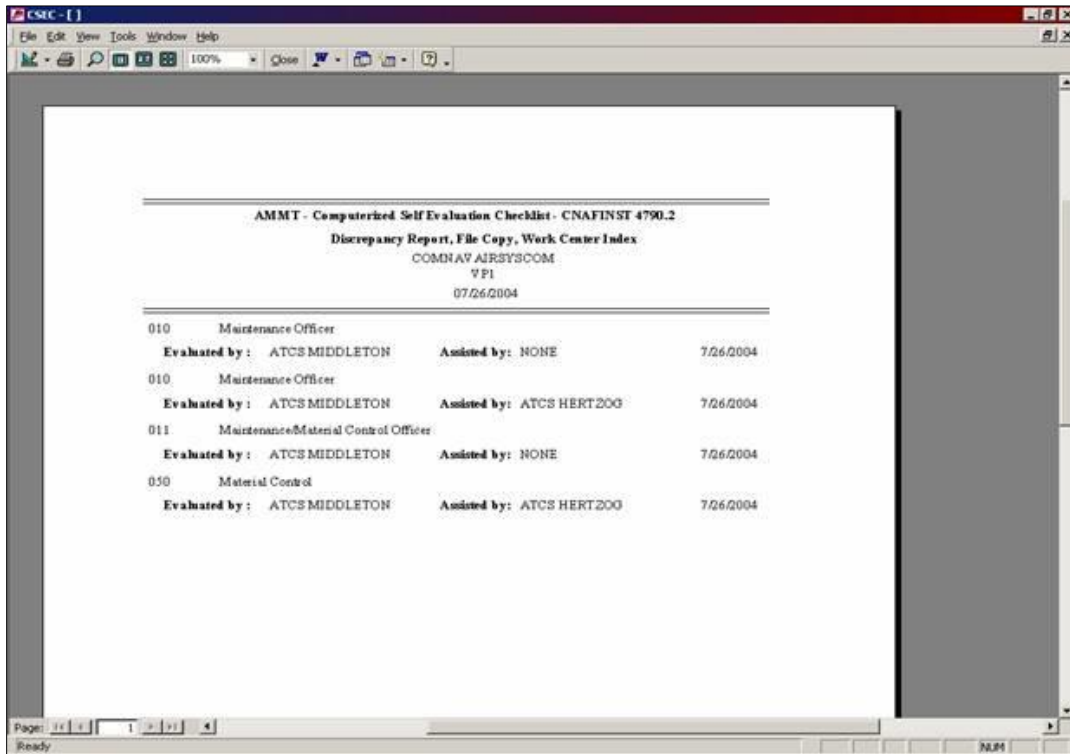 CSEC - [ ]
File Edit View Tools Window Help
100% Close
AMMT - Computerized Self Evaluation Checklist - CNAFINST 4790.2
Discrepancy Report, File Copy, Work Center Index
COMNAVAIRSYSCOM
VP1
07/26/2004
010 Maintenance Officer
Evaluated by : ATCS MIDDLETON Assisted by: NONE 7/26/2004
010 Maintenance Officer
Evaluated by : ATCS MIDDLETON Assisted by: ATCS HERTZOG 7/26/2004
011 Maintenance/Material Control Officer
Evaluated by : ATCS MIDDLETON Assisted by: NONE 7/26/2004
050 Material Control
Evaluated by : ATCS MIDDLETON Assisted by: ATCS HERTZOG 7/26/2004
Page: 1
Ready NUM